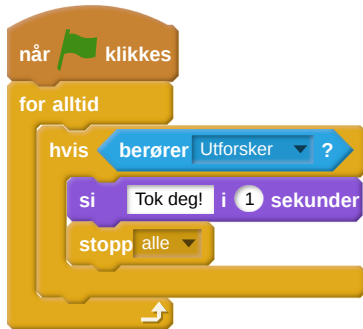 når klikkes
for alltid
hvis berører Utforsker ?
si Tok deg! i 1 sekunder
stopp alle